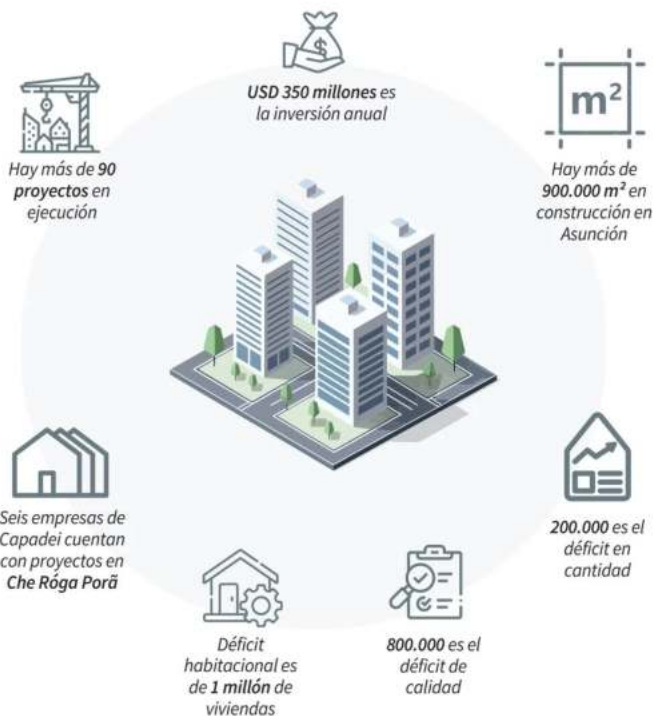 $
USD 350 millones es
la inversión anual
Hay más de 90
proyectos en
ejecución
m²
Hay más de
900.000 m² en
construcción en
Asunción
Seis empresas de
Capadei cuentan
con proyectos en
Che Róga Porã
200.000 es el
déficit en
cantidad
Déficit
habitacional es
de 1 millón de
viviendas
800.000 es el
déficit de
calidad